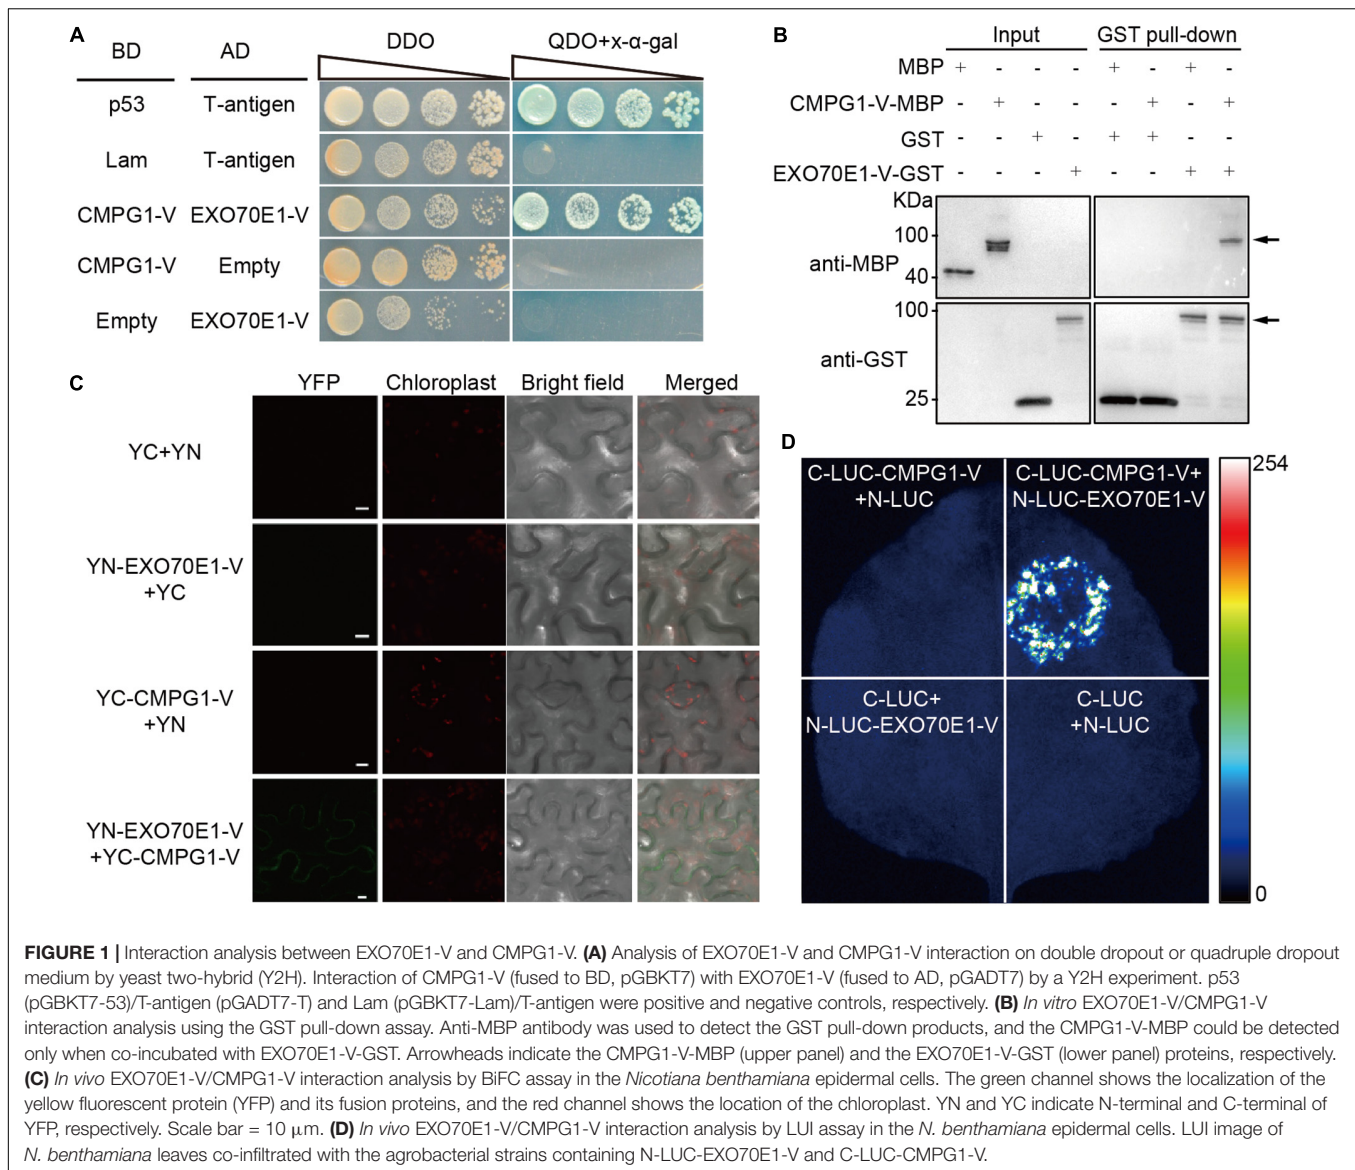 A
BD AD DDO QDO+x-α-gal
p53 T-antigen
Lam T-antigen
CMPG1-V EXO70E1-V
CMPG1-V Empty
Empty EXO70E1-V
B
Input GST pull-down
MBP + - - - + - + -
CMPG1-V-MBP - + - - - + - +
GST - - + - + + - -
EXO70E1-V-GST - - - + - - + +
KDa
100
anti-MBP
40
100
anti-GST
25
C
YFP Chloroplast Bright field Merged
YC+YN
YN-EXO70E1-V
+YC
YC-CMPG1-V
+YN
YN-EXO70E1-V
+YC-CMPG1-V
D
C-LUC-CMPG1-V
+N-LUC
C-LUC-CMPG1-V+
N-LUC-EXO70E1-V
C-LUC+
N-LUC-EXO70E1-V
C-LUC
+N-LUC
254
0
FIGURE 1 | Interaction analysis between EXO70E1-V and CMPG1-V. (A) Analysis of EXO70E1-V and CMPG1-V interaction on double dropout or quadruple dropout
medium by yeast two-hybrid (Y2H). Interaction of CMPG1-V (fused to BD, pGBKT7) with EXO70E1-V (fused to AD, pGADT7) by a Y2H experiment. p53
(pGBKT7-53)/T-antigen (pGADT7-T) and Lam (pGBKT7-Lam)/T-antigen were positive and negative controls, respectively. (B) In vitro EXO70E1-V/CMPG1-V
interaction analysis using the GST pull-down assay. Anti-MBP antibody was used to detect the GST pull-down products, and the CMPG1-V-MBP could be detected
only when co-incubated with EXO70E1-V-GST. Arrowheads indicate the CMPG1-V-MBP (upper panel) and the EXO70E1-V-GST (lower panel) proteins, respectively.
(C) In vivo EXO70E1-V/CMPG1-V interaction analysis by BiFC assay in the Nicotiana benthamiana epidermal cells. The green channel shows the localization of the
yellow fluorescent protein (YFP) and its fusion proteins, and the red channel shows the location of the chloroplast. YN and YC indicate N-terminal and C-terminal of
YFP, respectively. Scale bar = 10 μm. (D) In vivo EXO70E1-V/CMPG1-V interaction analysis by LUI assay in the N. benthamiana epidermal cells. LUI image of
N. benthamiana leaves co-infiltrated with the agrobacterial strains containing N-LUC-EXO70E1-V and C-LUC-CMPG1-V.